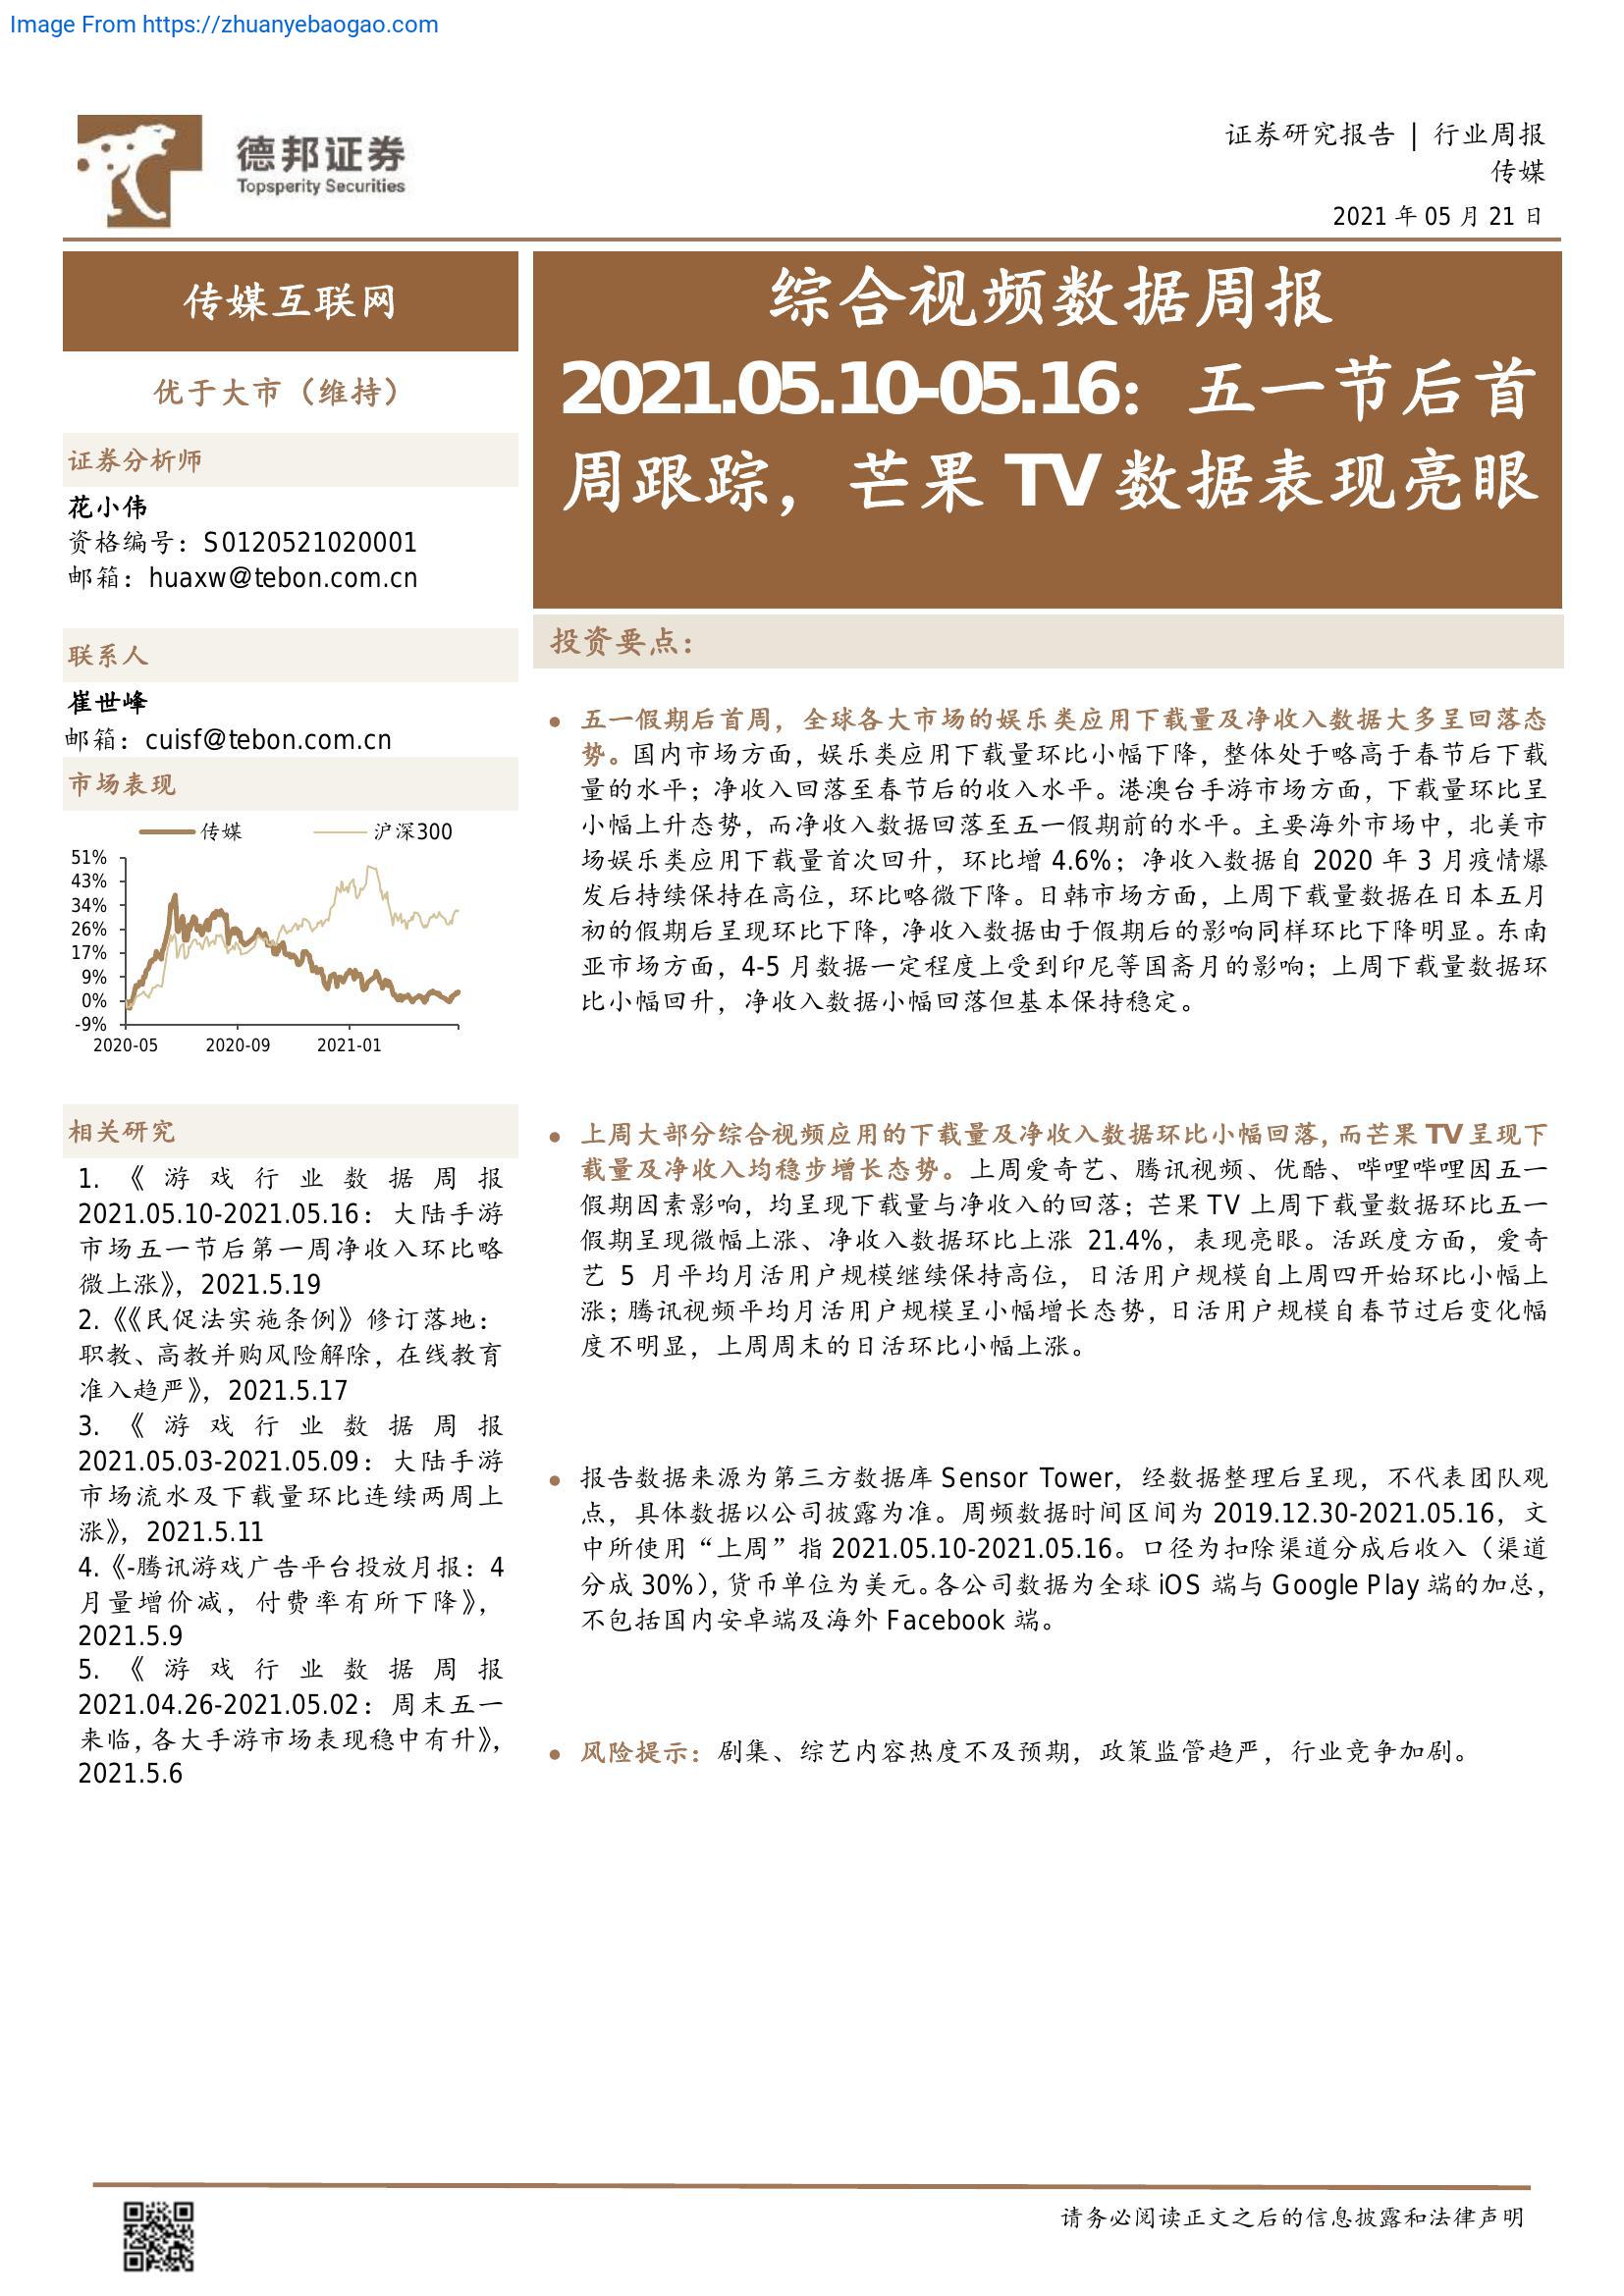 Image From https://zhuanyebaogao.com
德邦证券
Topsperity Securities
证券研究报告 | 行业周报
传媒
2021 年 05 月 21 日
传媒互联网
优于大市（维持）
证券分析师
花小伟
资格编号：S0120521020001
邮箱：huaxw@tebon.com.cn
联系人
崔世峰
邮箱：cuisf@tebon.com.cn
市场表现
传媒 沪深300
51%
43%
34%
26%
17%
9%
0%
-9%
2020-05 2020-09 2021-01
相关研究
1.《游戏行业数据周报
2021.05.10-2021.05.16：大陆手游
市场五一节后第一周净收入环比略
微上涨》，2021.5.19
2.《《民促法实施条例》修订落地：
职教、高教并购风险解除，在线教育
准入趋严》，2021.5.17
3.《游戏行业数据周报
2021.05.03-2021.05.09：大陆手游
市场流水及下载量环比连续两周上
涨》，2021.5.11
4.《-腾讯游戏广告平台投放月报：4
月量增价减，付费率有所下降》，
2021.5.9
5.《游戏行业数据周报
2021.04.26-2021.05.02：周末五一
来临，各大手游市场表现稳中有升》，
2021.5.6
综合视频数据周报
2021.05.10-05.16：五一节后首
周跟踪，芒果 TV 数据表现亮眼
投资要点：
● 五一假期后首周，全球各大市场的娱乐类应用下载量及净收入数据大多呈回落态
势。国内市场方面，娱乐类应用下载量环比小幅下降，整体处于略高于春节后下载
量的水平；净收入回落至春节后的收入水平。港澳台手游市场方面，下载量环比呈
小幅上升态势，而净收入数据回落至五一假期前的水平。主要海外市场中，北美市
场娱乐类应用下载量首次回升，环比增 4.6%；净收入数据自 2020 年 3 月疫情爆
发后持续保持在高位，环比略微下降。日韩市场方面，上周下载量数据在日本五月
初的假期后呈现环比下降，净收入数据由于假期后的影响同样环比下降明显。东南
亚市场方面，4-5 月数据一定程度上受到印尼等国斋月的影响；上周下载量数据环
比小幅回升，净收入数据小幅回落但基本保持稳定。
● 上周大部分综合视频应用的下载量及净收入数据环比小幅回落，而芒果 TV 呈现下
载量及净收入均稳步增长态势。上周爱奇艺、腾讯视频、优酷、哔哩哔哩因五一
假期因素影响，均呈现下载量与净收入的回落；芒果 TV 上周下载量数据环比五一
假期呈现微幅上涨、净收入数据环比上涨 21.4%，表现亮眼。活跃度方面，爱奇
艺 5 月平均月活用户规模继续保持高位，日活用户规模自上周四开始环比小幅上
涨；腾讯视频平均月活用户规模呈小幅增长态势，日活用户规模自春节过后变化幅
度不明显，上周周末的日活环比小幅上涨。
● 报告数据来源为第三方数据库 Sensor Tower，经数据整理后呈现，不代表团队观
点，具体数据以公司披露为准。周频数据时间区间为 2019.12.30-2021.05.16，文
中所使用“上周”指 2021.05.10-2021.05.16。口径为扣除渠道分成后收入（渠道
分成 30%），货币单位为美元。各公司数据为全球 iOS 端与 Google Play 端的加总，
不包括国内安卓端及海外 Facebook 端。
● 风险提示：剧集、综艺内容热度不及预期，政策监管趋严，行业竞争加剧。
请务必阅读正文之后的信息披露和法律声明